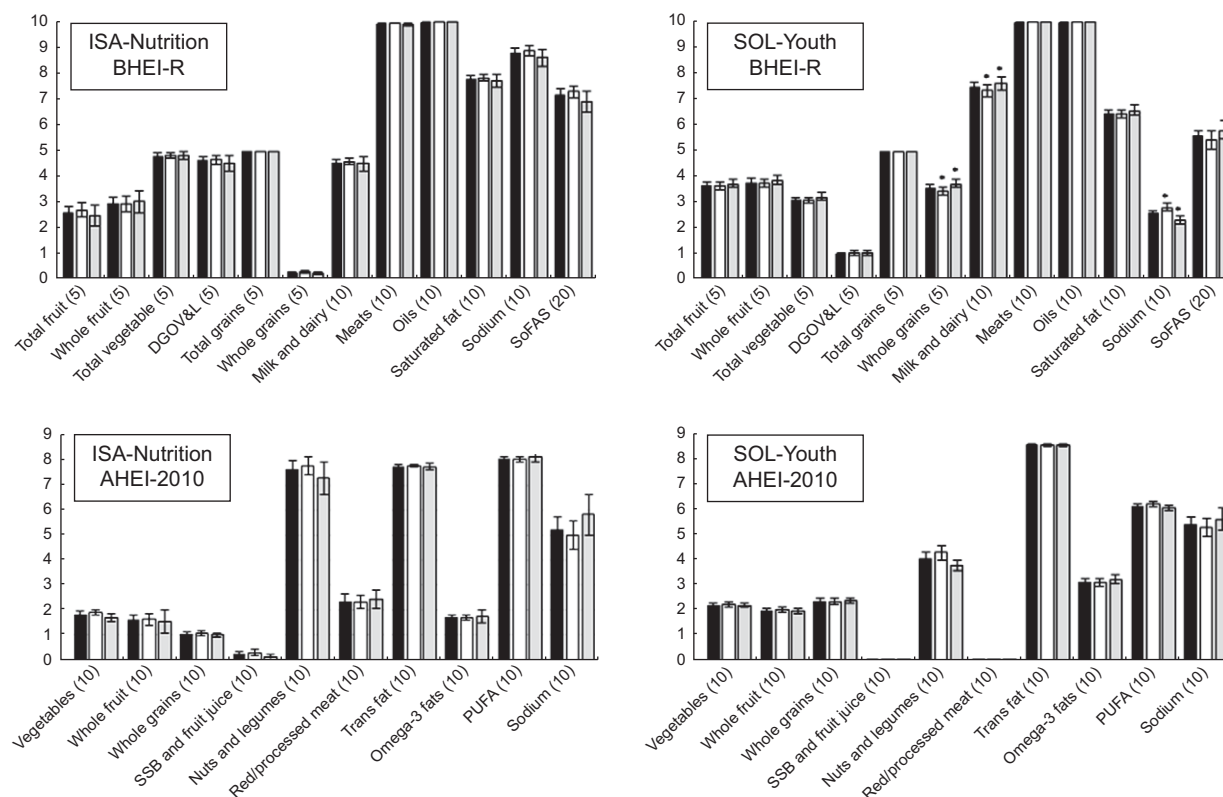 10
9
8
7
6
5
4
3
2
1
0
ISA-Nutrition
BHEI-R
Total fruit (5)
Whole fruit (5)
Total vegetable (5)
DGOV&L (5)
Total grains (5)
Whole grains (5)
Milk and dairy (10)
Meats (10)
Oils (10)
Saturated fat (10)
Sodium (10)
SoFAS (20)
10
9
8
7
6
5
4
3
2
1
0
SOL-Youth
BHEI-R
* * * * * *
Total fruit (5)
Whole fruit (5)
Total vegetable (5)
DGOV&L (5)
Total grains (5)
Whole grains (5)
Milk and dairy (10)
Meats (10)
Oils (10)
Saturated fat (10)
Sodium (10)
SoFAS (20)
9
8
7
6
5
4
3
2
1
0
ISA-Nutrition
AHEI-2010
Vegetables (10)
Whole fruit (10)
Whole grains (10)
SSB and fruit juice (10)
Nuts and legumes (10)
Red/processed meat (10)
Trans fat (10)
Omega-3 fats (10)
PUFA (10)
Sodium (10)
9
8
7
6
5
4
3
2
1
0
SOL-Youth
AHEI-2010
Vegetables (10)
Whole fruit (10)
Whole grains (10)
SSB and fruit juice (10)
Nuts and legumes (10)
Red/processed meat (10)
Trans fat (10)
Omega-3 fats (10)
PUFA (10)
Sodium (10)